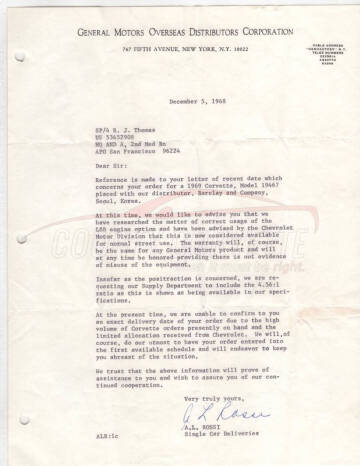 GENERAL MOTORS OVERSEAS DISTRIBUTORS CORPORATION
767 FIFTH AVENUE, NEW YORK, N.Y. 10022
CABLE ADDRESS
December 5, 1968
SP/4 R. J. Thomas
US 53652908
HQ AND A, 2nd Med Bn
APO San Francisco 96224
Dear Sir:
Reference is made to your letter of recent date which
concerns your order for a 1969 Corvette, Model 19467
placed with our distributor, Barclay and Company,
Seoul, Korea.
At this time, we would like to advise you that we
have researched the matter of correct usage of the
L88 engine option and have been advised by the Chevrolet
Motor Division that this is now considered available
for normal street use. The warranty will, of course,
be the same for any General Motors product and will
at any time be honored providing there is not evidence
of misuse of the equipment.
Insofar as the positraction is concerned, we are re-
questing our Supply Department to include the 4.56:1
ratio as this is shown as being available in our speci-
fications.
At the present time, we are unable to confirm to you
an exact delivery date of your order due to the high
volume of Corvette orders presently on hand and the
limited allocation received from Chevrolet. We will,of
course, do our utmost to have your order entered into
the first available schedule and will endeavor to keep
you abreast of the situation.
We trust that the above information will prove of
assistance to you and wish to assure you of our con-
tinued cooperation.
Very truly yours,
A L Rossi
A.L. ROSSI
Single Car Deliveries
ALR:lc